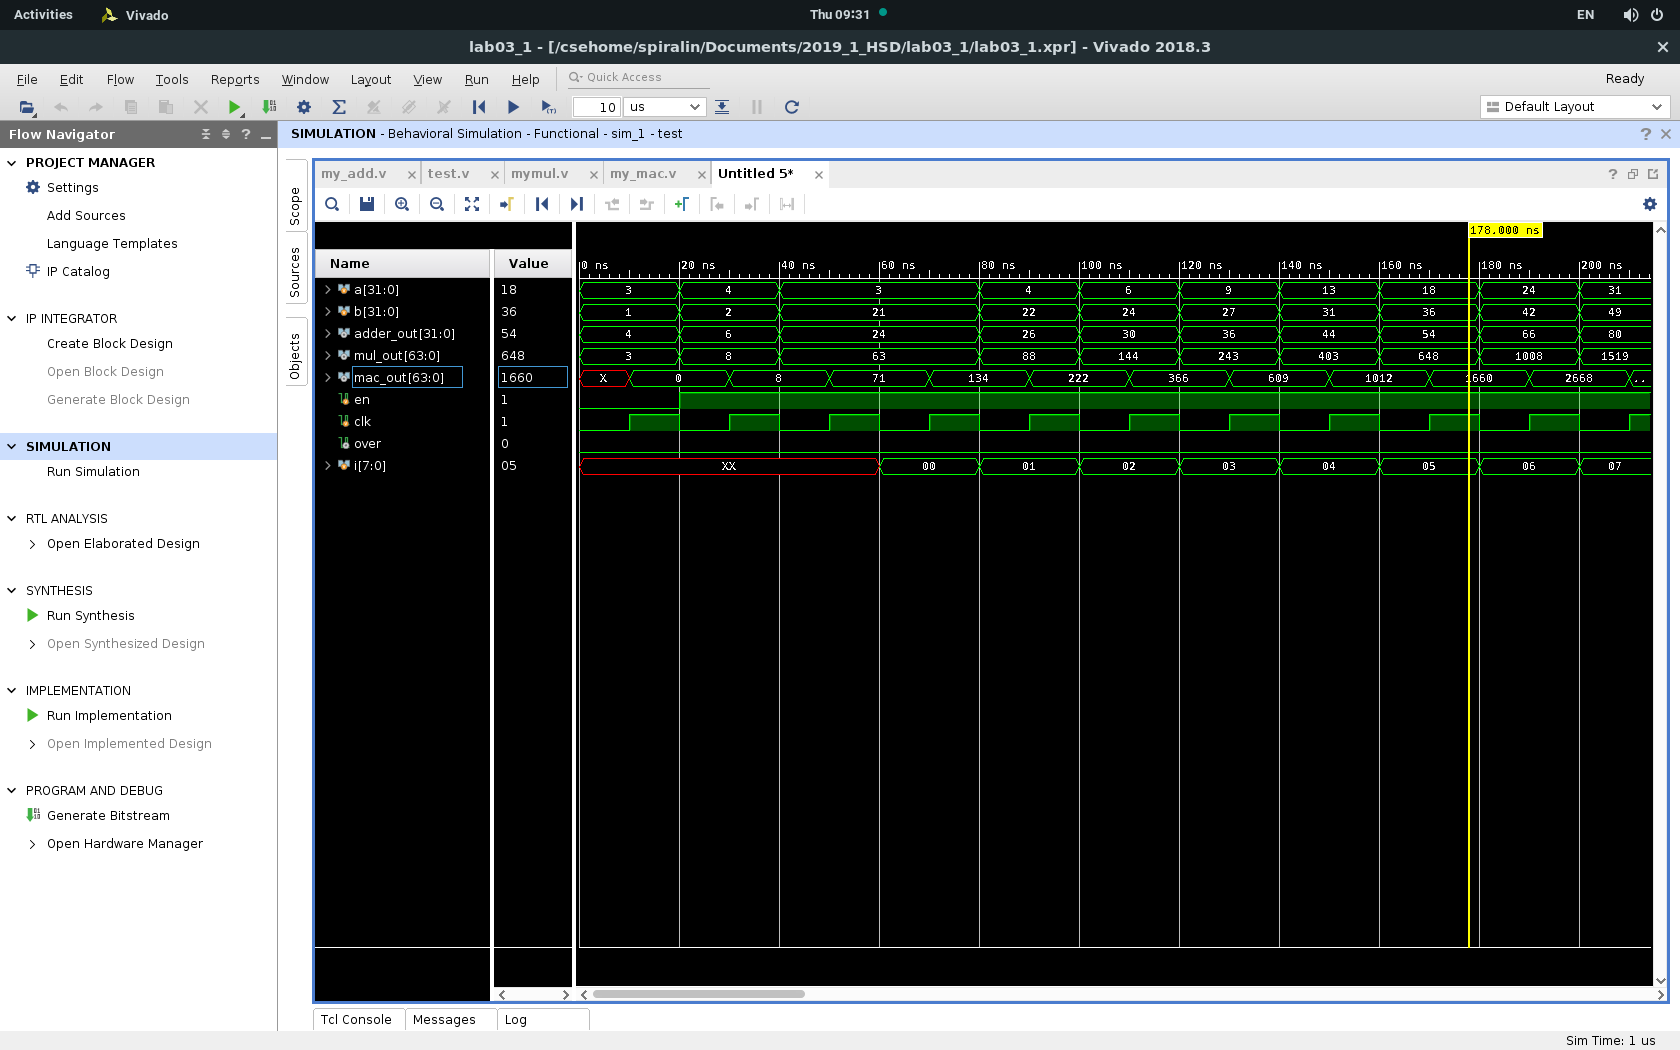 Activities Vivado Thu 09:31 EN
lab03_1 - [/csehome/spiralin/Documents/2019_1_HSD/lab03_1/lab03_1.xpr] - Vivado 2018.3
File Edit Flow Tools Reports Window Layout View Run Help Quick Access Ready
10 us Default Layout
Flow Navigator
SIMULATION - Behavioral Simulation - Functional - sim_1 - test
PROJECT MANAGER
Settings
Add Sources
Language Templates
IP Catalog
IP INTEGRATOR
Create Block Design
Open Block Design
Generate Block Design
SIMULATION
Run Simulation
RTL ANALYSIS
Open Elaborated Design
SYNTHESIS
Run Synthesis
Open Synthesized Design
IMPLEMENTATION
Run Implementation
Open Implemented Design
PROGRAM AND DEBUG
Generate Bitstream
Open Hardware Manager
Scope
Sources
Objects
my_add.v test.v mymul.v my_mac.v Untitled 5*
178.000 ns
Name Value 0 ns 20 ns 40 ns 60 ns 80 ns 100 ns 120 ns 140 ns 160 ns 180 ns 200 ns
a[31:0] 18 3 4 3 4 6 9 13 18 24 31
b[31:0] 36 1 2 21 22 24 27 31 36 42 49
adder_out[31:0] 54 4 6 24 26 30 36 44 54 66 80
mul_out[63:0] 648 3 8 63 88 144 243 403 648 1008 1519
mac_out[63:0] 1660 X 0 8 71 134 222 366 609 1012 1660 2668 ..
en 1
clk 1
over 0
i[7:0] 05 XX 00 01 02 03 04 05 06 07
Tcl Console Messages Log
Sim Time: 1 us